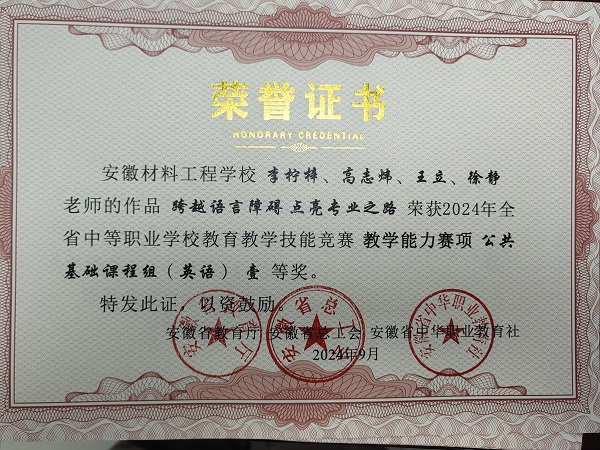 荣誉证书
HONORARY CREDENTIAL
安徽材料工程学校 李柠梓、高志炜、王立、徐静
老师的作品 跨越语言障碍 点亮专业之路 荣获2024年全
省中等职业学校教育教学技能竞赛 教学能力赛项 公共
基础课程组(英语) 壹 等奖。
特发此证,以资鼓励。
安徽省教育厅 安徽省总工会 安徽省中华职业教育社
2024年9月